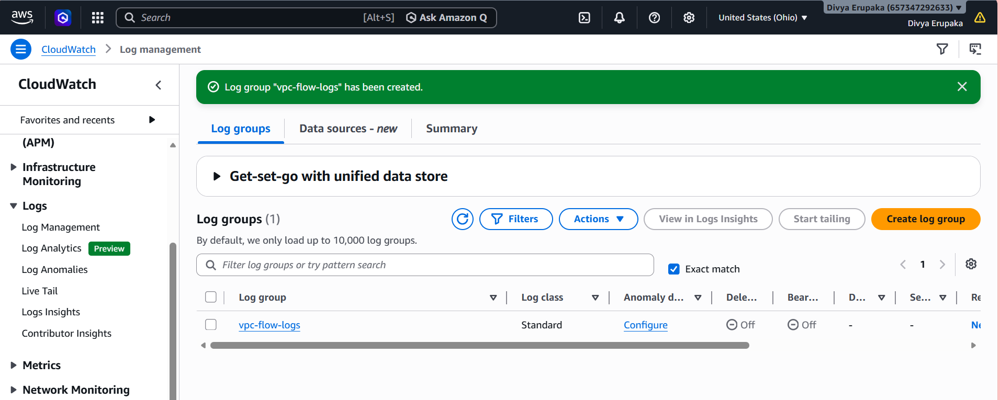 aws
Search [Alt+S] Ask Amazon Q
United States (Ohio)
Divya Erupaka (657347292633)
Divya Erupaka
CloudWatch Log management
CloudWatch
Favorites and recents
(APM)
Infrastructure
Monitoring
Logs
Log Management
Log Analytics Preview
Log Anomalies
Live Tail
Logs Insights
Contributor Insights
Metrics
Network Monitoring
Log group "vpc-flow-logs" has been created.
Log groups Data sources - new Summary
Get-set-go with unified data store
Log groups (1)
Filters Actions View in Logs Insights Start tailing Create log group
By default, we only load up to 10,000 log groups.
Filter log groups or try pattern search
Exact match
1
Log group Log class Anomaly d... Dele... Bear... D... Se... Re
vpc-flow-logs Standard Configure Off Off - - Ne